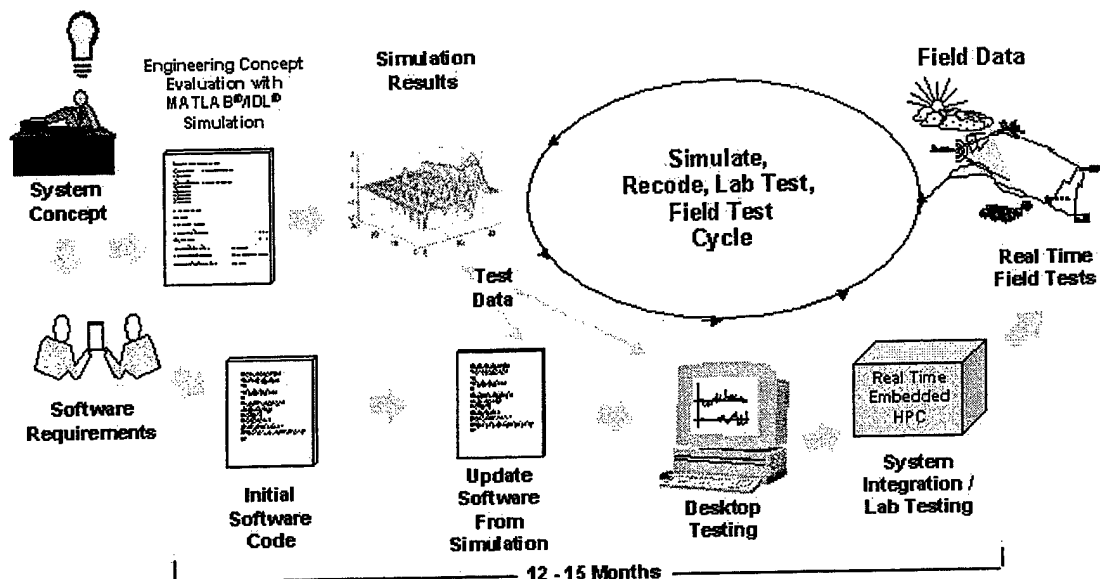 Engineering Concept
Evaluation with
MATLAB®/IDL®
Simulation
Simulation
Results
Field Data
System
Concept
Simulate,
Recode, Lab Test,
Field Test
Cycle
Test
Data
Real Time
Field Tests
Software
Requirements
Initial
Software
Code
Update
Software
From
Simulation
Desktop
Testing
Real Time
Embedded
HPC
System
Integration /
Lab Testing
12 - 15 Months